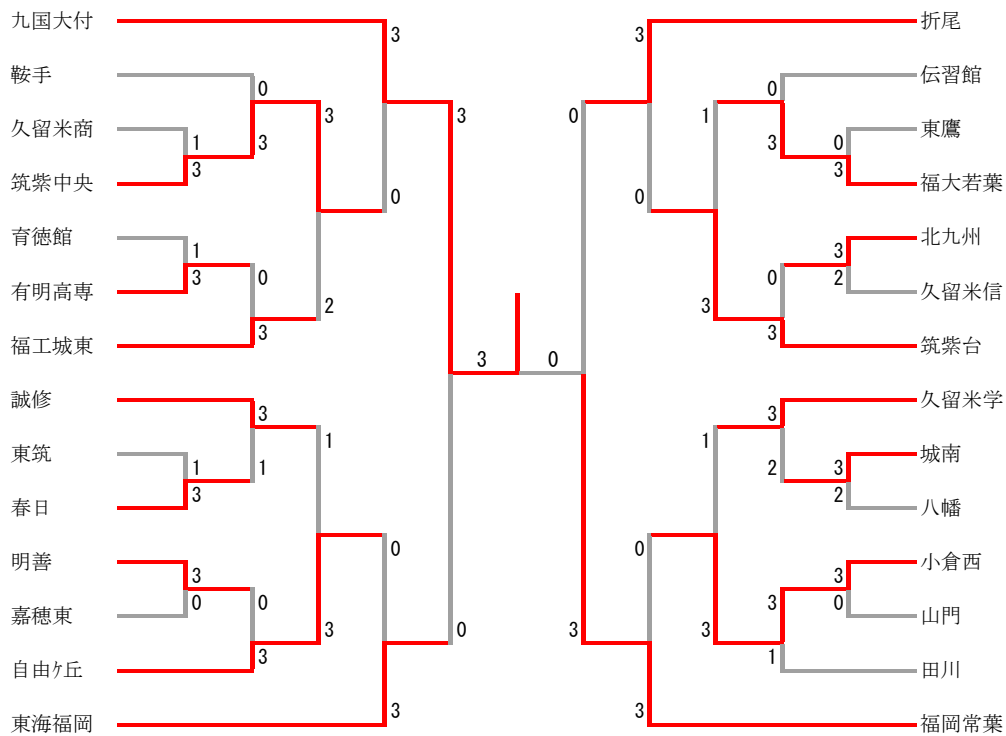 九国大付
3
3
折尾
鞍手
0
0
伝習館
久留米商
1
3
3
3
0
1
3
0
東鷹
筑紫中央
3
3
福大若葉
0
0
育徳館
1
3
北九州
有明高専
3
0
0
2
久留米信
2
3
福工城東
3
3
筑紫台
3
0
誠修
3
3
久留米学
1
1
東筑
1
1
2
3
城南
春日
3
2
八幡
0
0
明善
3
3
小倉西
嘉穂東
0
0
3
0
山門
3
0
3
3
自由ｹ丘
3
1
田川
東海福岡
3
3
福岡常葉